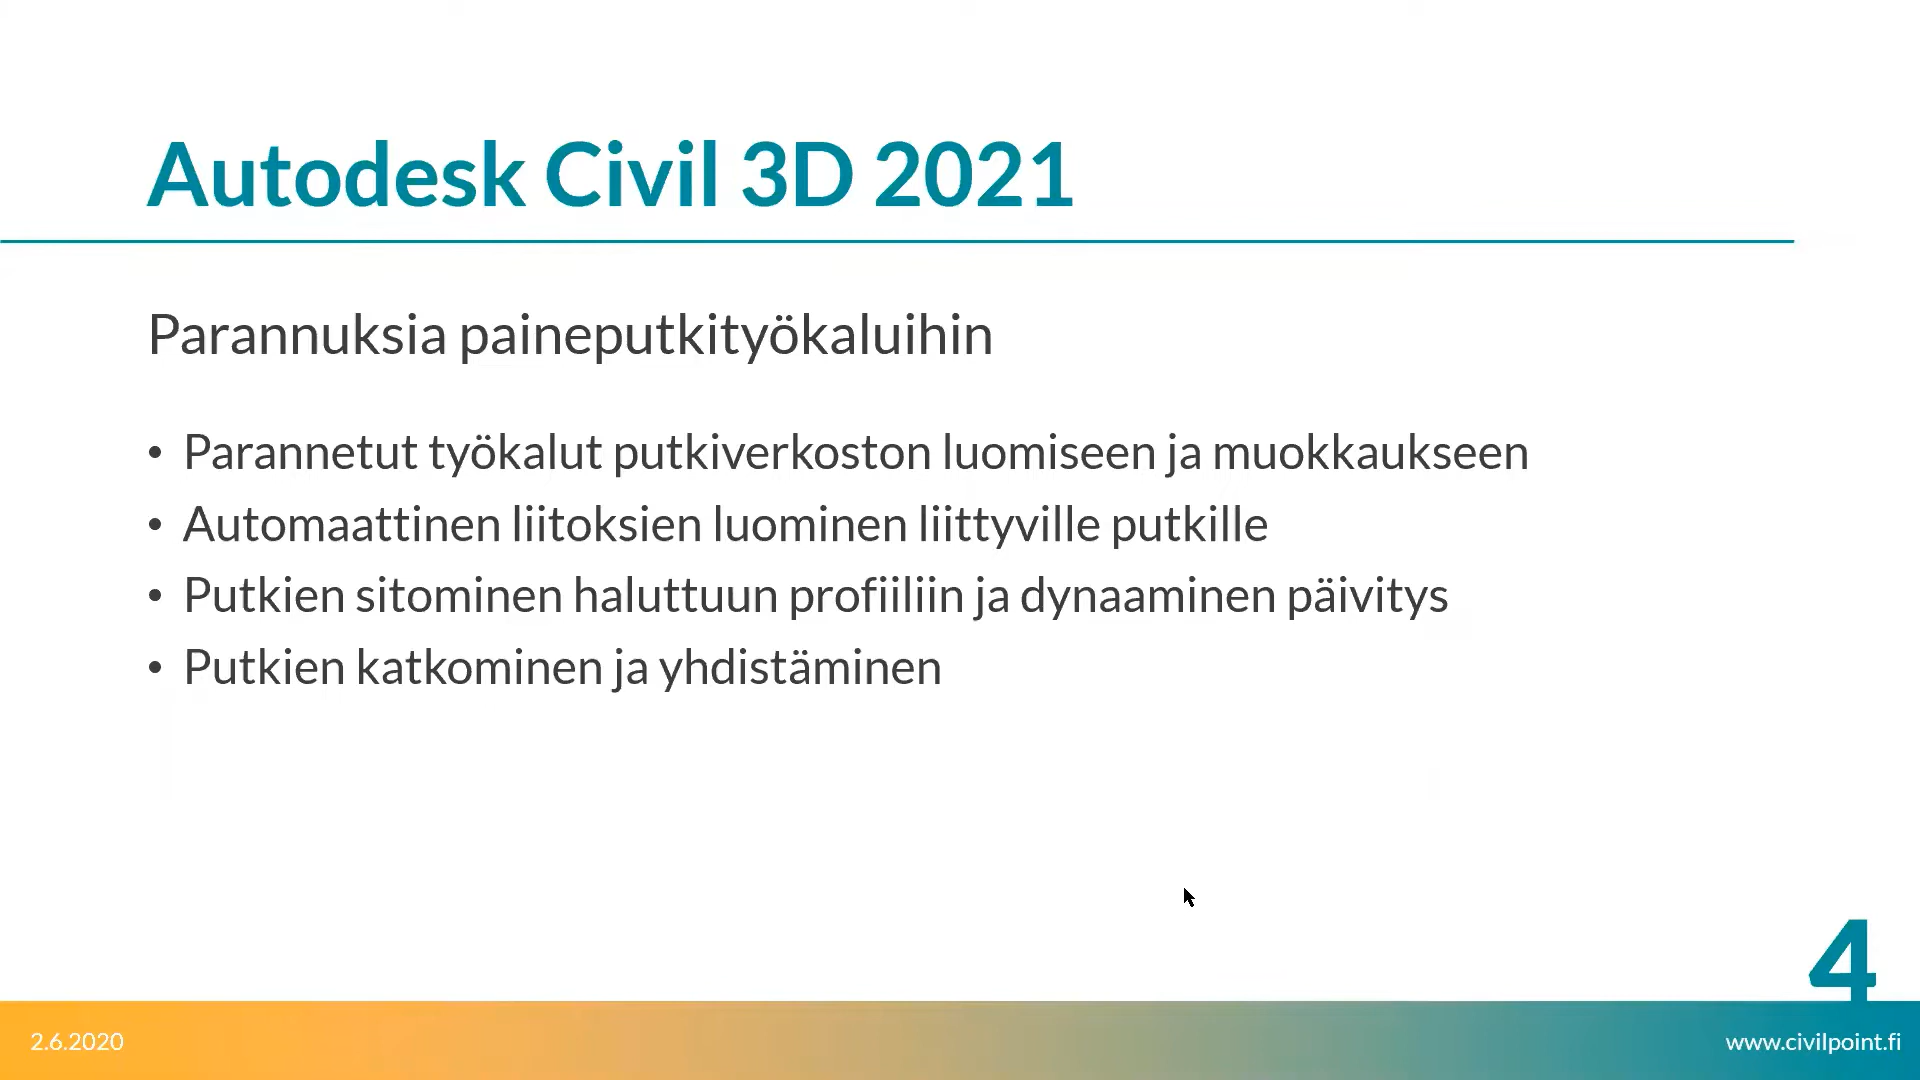 Autodesk Civil 3D 2021
Parannuksia paineputkityökaluihin
• Parannetut työkalut putkiverkoston luomiseen ja muokkaukseen
• Automaattinen liitoksien luominen liittyville putkille
• Putkien sitominen haluttuun profiiliin ja dynaaminen päivitys
• Putkien katkominen ja yhdistäminen
4
2.6.2020
www.civilpoint.fi